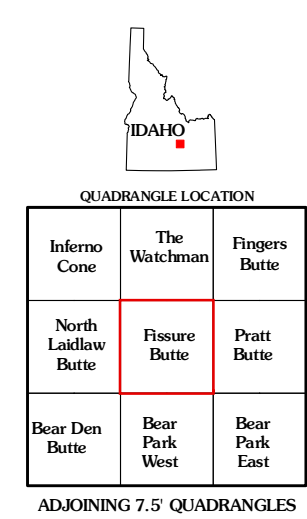 IDAHO
QUADRANGLE LOCATION
Inferno
Cone
The
Watchman
Fingers
Butte
North
Laidlaw
Butte
Fissure
Butte
Pratt
Butte
Bear Den
Butte
Bear
Park
West
Bear
Park
East
ADJOINING 7.5' QUADRANGLES